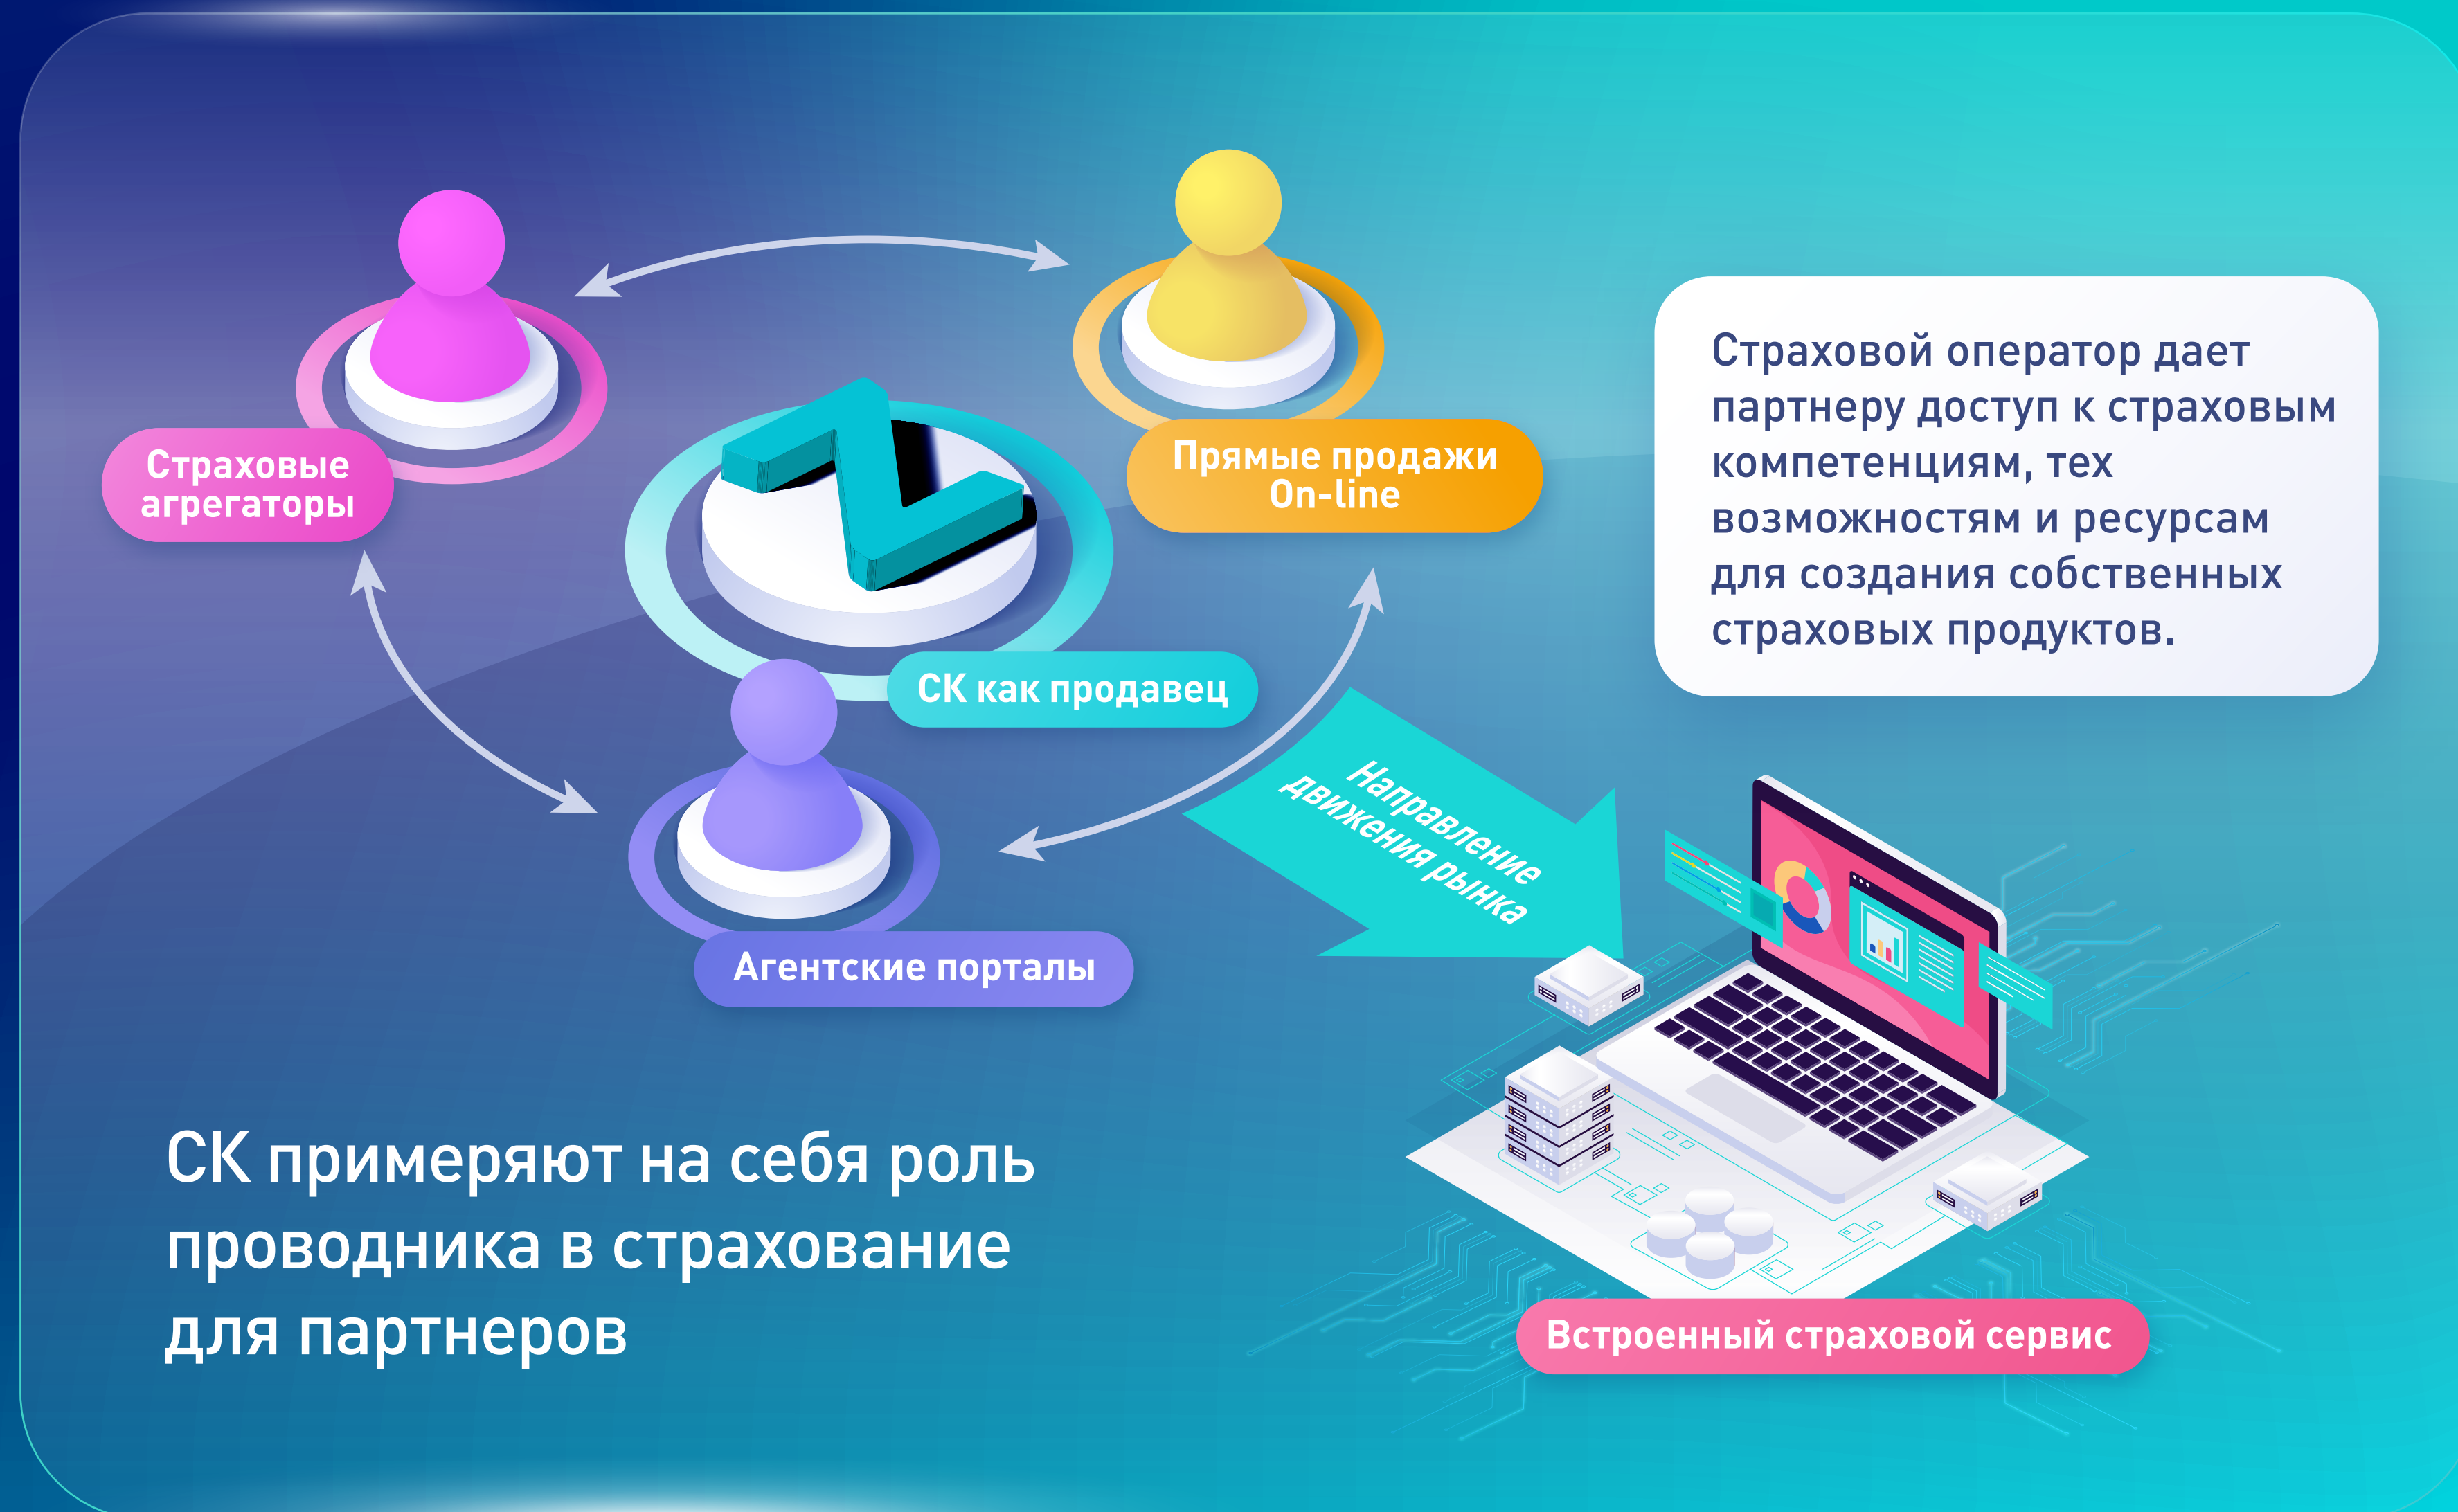 Страховые
агрегаторы
Прямые продажи
On-line
СК как продавец
Агентские порталы
Страховой оператор дает
партнеру доступ к страховым
компетенциям, тех
возможностям и ресурсам
для создания собственных
страховых продуктов.
Направление
движения рынка
СК примеряют на себя роль
проводника в страхование
для партнеров
Встроенный страховой сервис